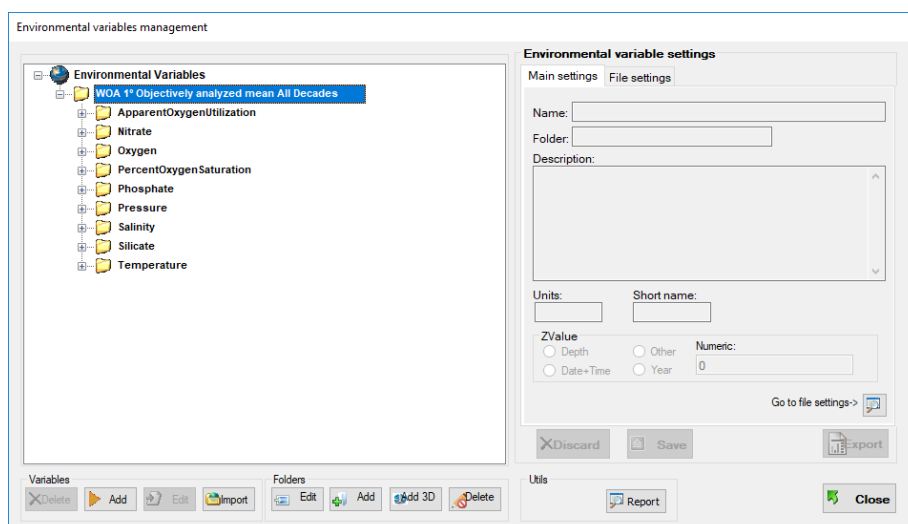 Environmental variables management
Environmental Variables
WOA 1º Objectively analyzed mean All Decades
ApparentOxygenUtilization
Nitrate
Oxygen
PercentOxygenSaturation
Phosphate
Pressure
Salinity
Silicate
Temperature
Environmental variable settings
Main settings File settings
Name:
Folder:
Description:
Units: Short name:
ZValue
Depth Other Numeric:
Date+Time Year 0
Go to file settings->
Discard Save Export
Variables Folders Utils
Delete Add Edit Import Edit Add Add 3D Delete Report Close